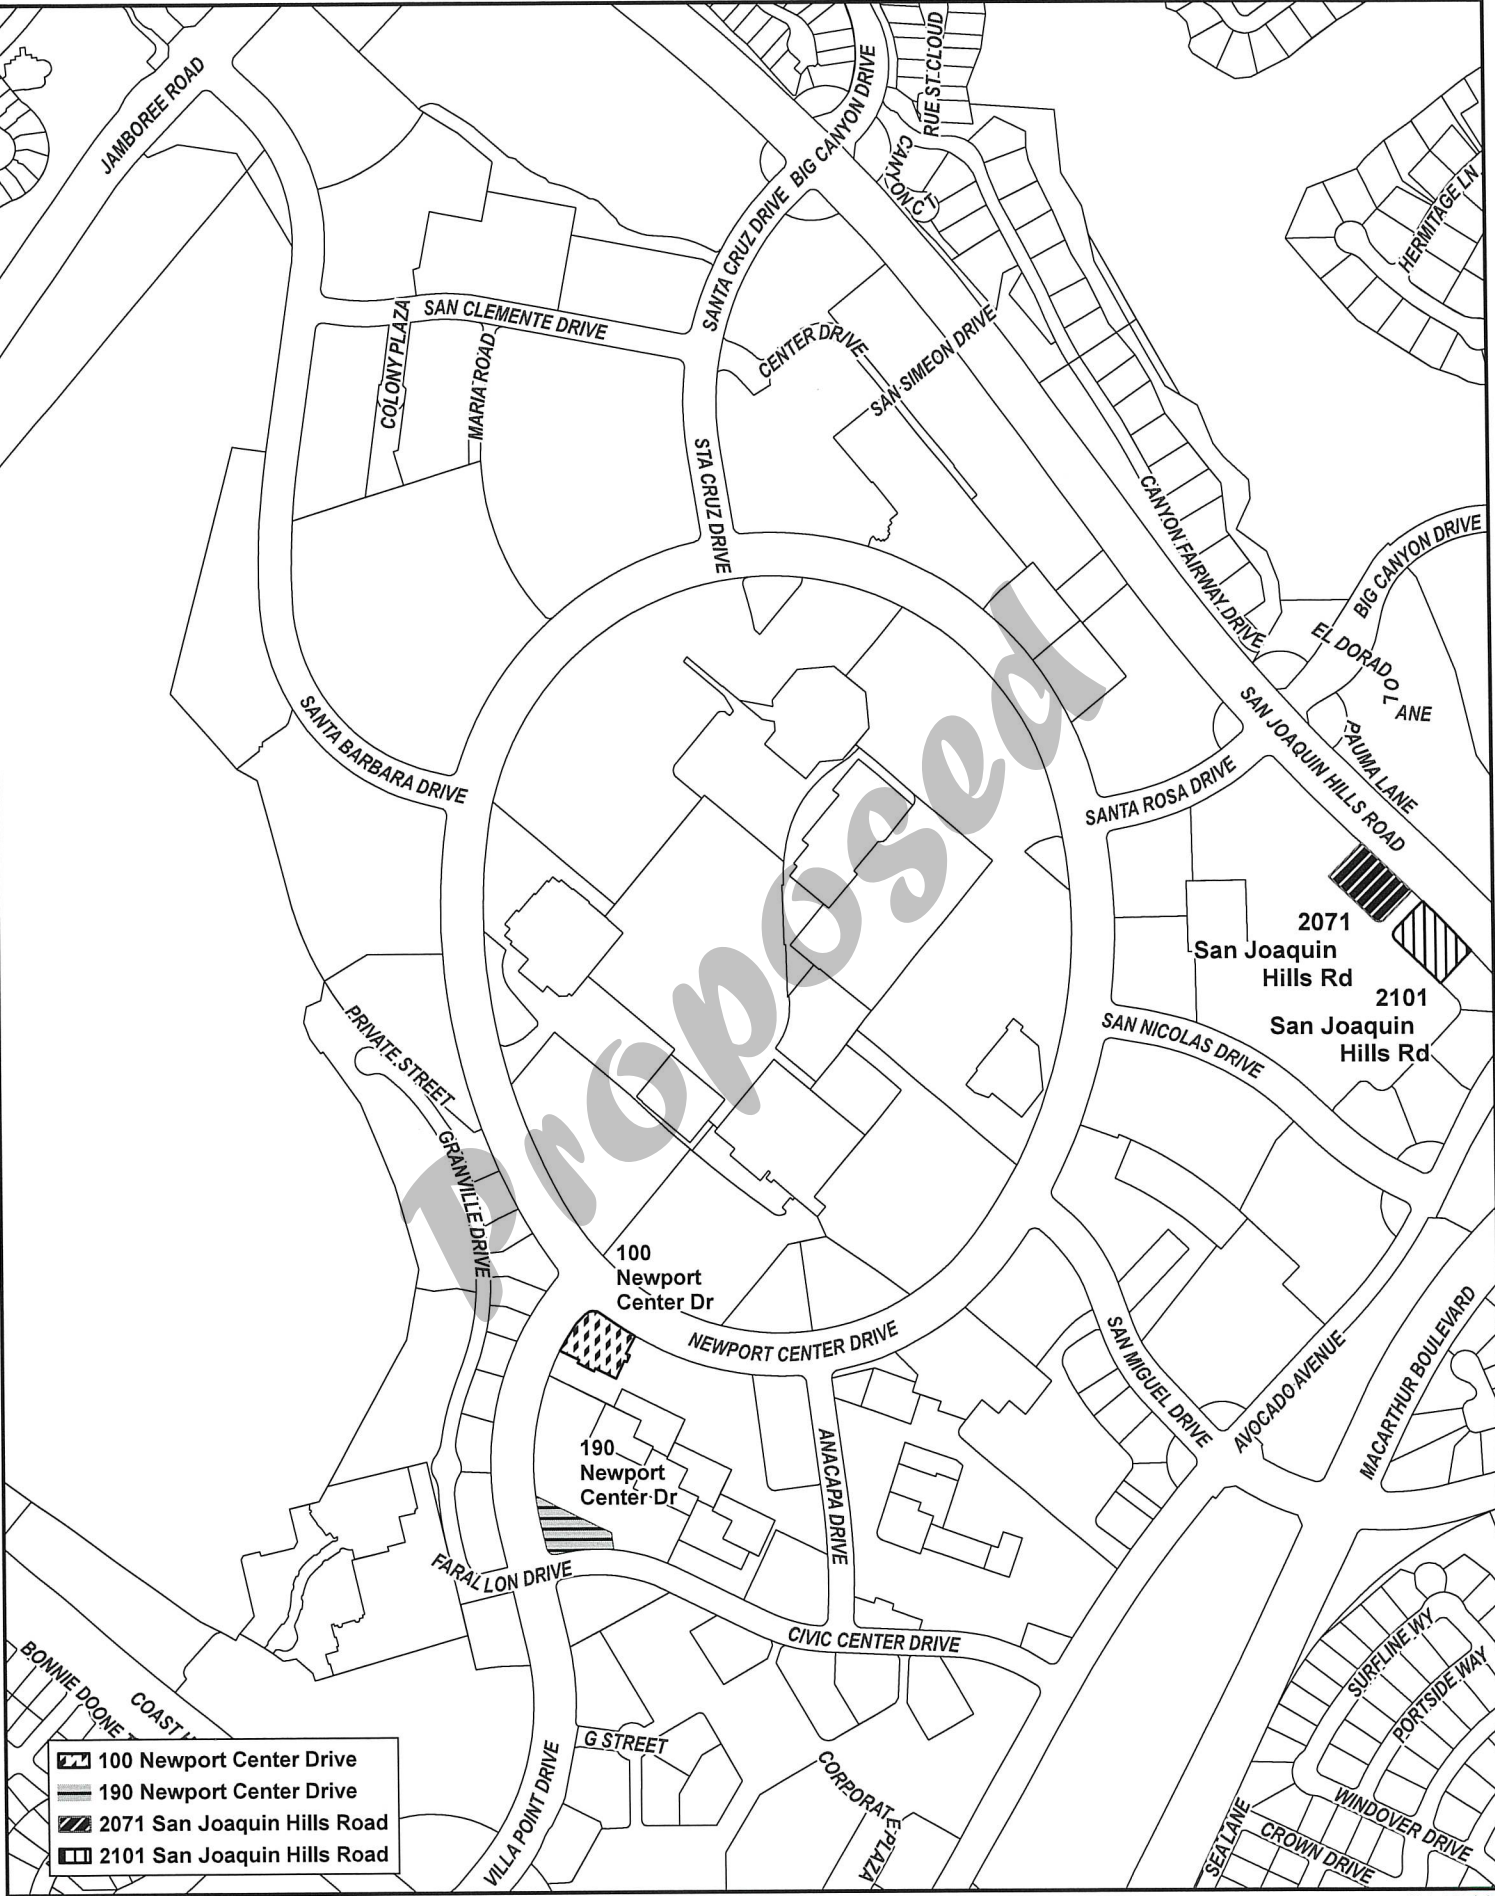 JAMBOREE ROAD
BIG CANYON DRIVE
RUE ST CLOUD
CANYON CT
HERMITAGE LN
SANTA CRUZ DRIVE
SAN CLEMENTE DRIVE
COLONY PLAZA
MARIA ROAD
CENTER DRIVE
SAN SIMEON DRIVE
STA CRUZ DRIVE
CANYON FAIRWAY DRIVE
BIG CANYON DRIVE
EL DORADO LANE
PAUMA LANE
SAN JOAQUIN HILLS ROAD
SANTA BARBARA DRIVE
SANTA ROSA DRIVE
Proposed
2071
San Joaquin
Hills Rd
2101
San Joaquin
Hills Rd
SAN NICOLAS DRIVE
PRIVATE STREET
GRANVILLE DRIVE
100
Newport
Center Dr
NEWPORT CENTER DRIVE
SAN MIGUEL DRIVE
AVOCADO AVENUE
MACARTHUR BOULEVARD
190
Newport
Center Dr
ANACAPA DRIVE
FARALLON DRIVE
CIVIC CENTER DRIVE
SURFLINE WY
PORTSIDE WAY
BONNIE DOONE T
COAST H
G STREET
VILLA POINT DRIVE
CORPORATE PLAZA
SEA LANE
CROWN DRIVE
WINDOVER DRIVE
100 Newport Center Drive
190 Newport Center Drive
2071 San Joaquin Hills Road
2101 San Joaquin Hills Road